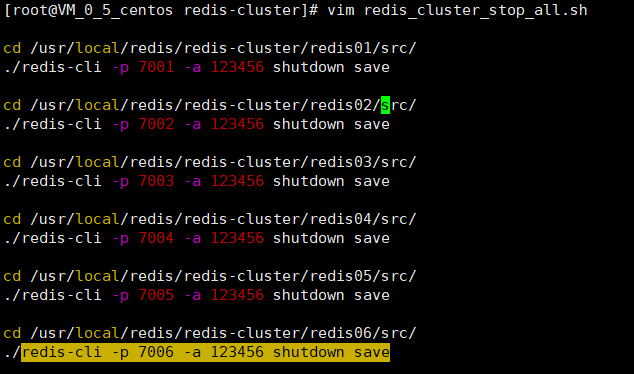 [root@VM_0_5_centos redis-cluster]# vim redis_cluster_stop_all.sh
cd /usr/local/redis/redis-cluster/redis01/src/
./redis-cli -p 7001 -a 123456 shutdown save
cd /usr/local/redis/redis-cluster/redis02/src/
./redis-cli -p 7002 -a 123456 shutdown save
cd /usr/local/redis/redis-cluster/redis03/src/
./redis-cli -p 7003 -a 123456 shutdown save
cd /usr/local/redis/redis-cluster/redis04/src/
./redis-cli -p 7004 -a 123456 shutdown save
cd /usr/local/redis/redis-cluster/redis05/src/
./redis-cli -p 7005 -a 123456 shutdown save
cd /usr/local/redis/redis-cluster/redis06/src/
./redis-cli -p 7006 -a 123456 shutdown save